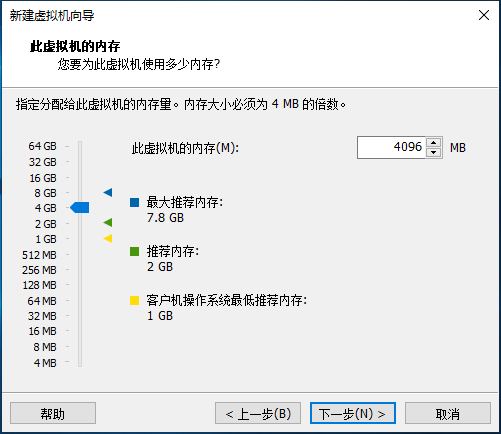 新建虚拟机向导
此虚拟机的内存
您要为此虚拟机使用多少内存?
指定分配给此虚拟机的内存量。内存大小必须为 4 MB 的倍数。
64 GB
32 GB
16 GB
8 GB
4 GB
2 GB
1 GB
512 MB
256 MB
128 MB
64 MB
32 MB
16 MB
8 MB
4 MB
此虚拟机的内存(M):
4096
MB
最大推荐内存:
7.8 GB
推荐内存:
2 GB
客户机操作系统最低推荐内存:
1 GB
帮助
< 上一步(B)
下一步(N) >
取消